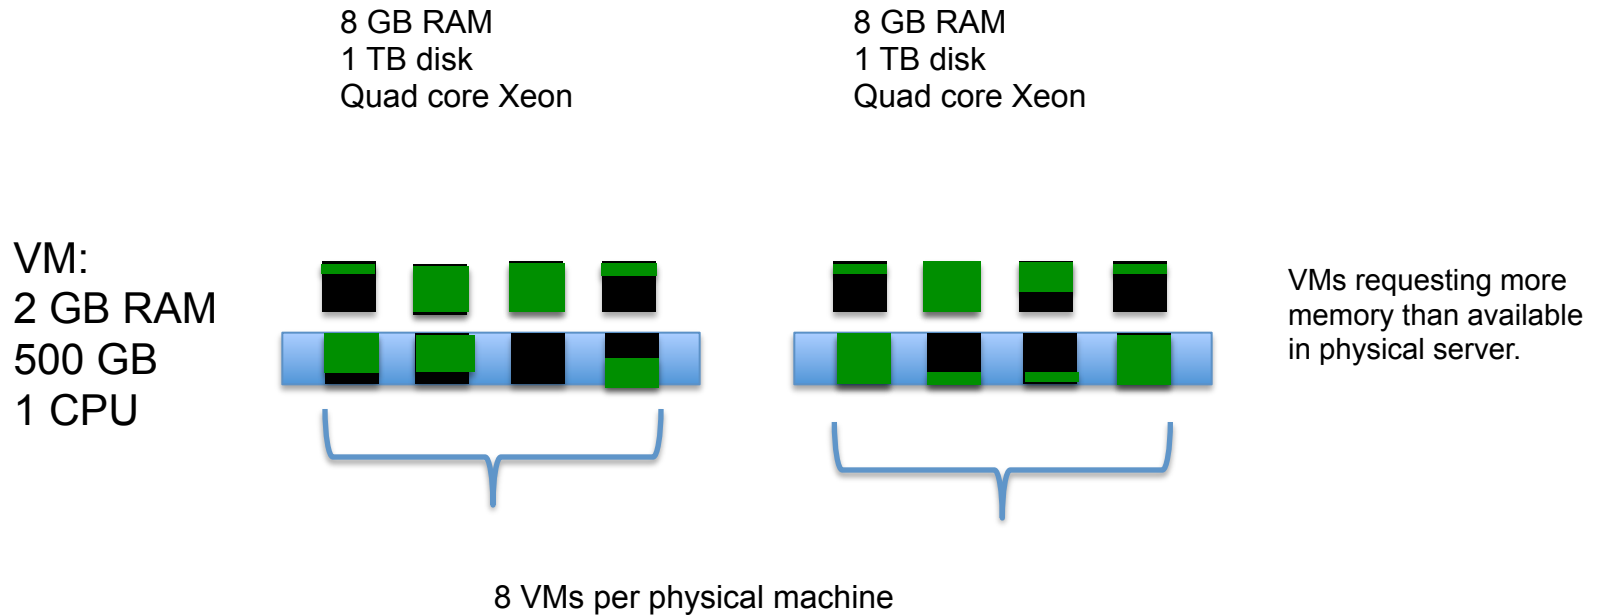 8 GB RAM
1 TB disk
Quad core Xeon
8 GB RAM
1 TB disk
Quad core Xeon
VM:
2 GB RAM
500 GB
1 CPU
VMs requesting more
memory than available
in physical server.
8 VMs per physical machine